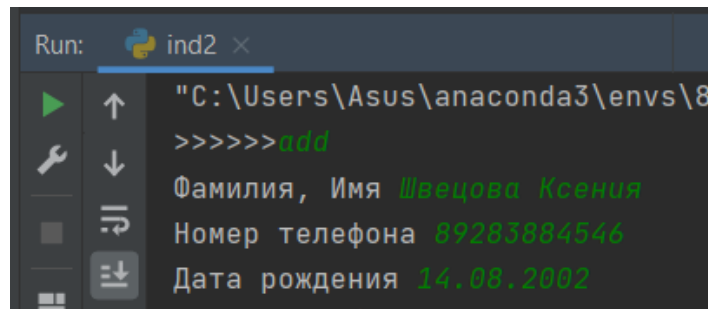 Run: ind2
"C:\Users\Asus\anaconda3\envs\8
>>>>>>add
Фамилия, Имя Швецова Ксения
Номер телефона 89283884546
Дата рождения 14.08.2002